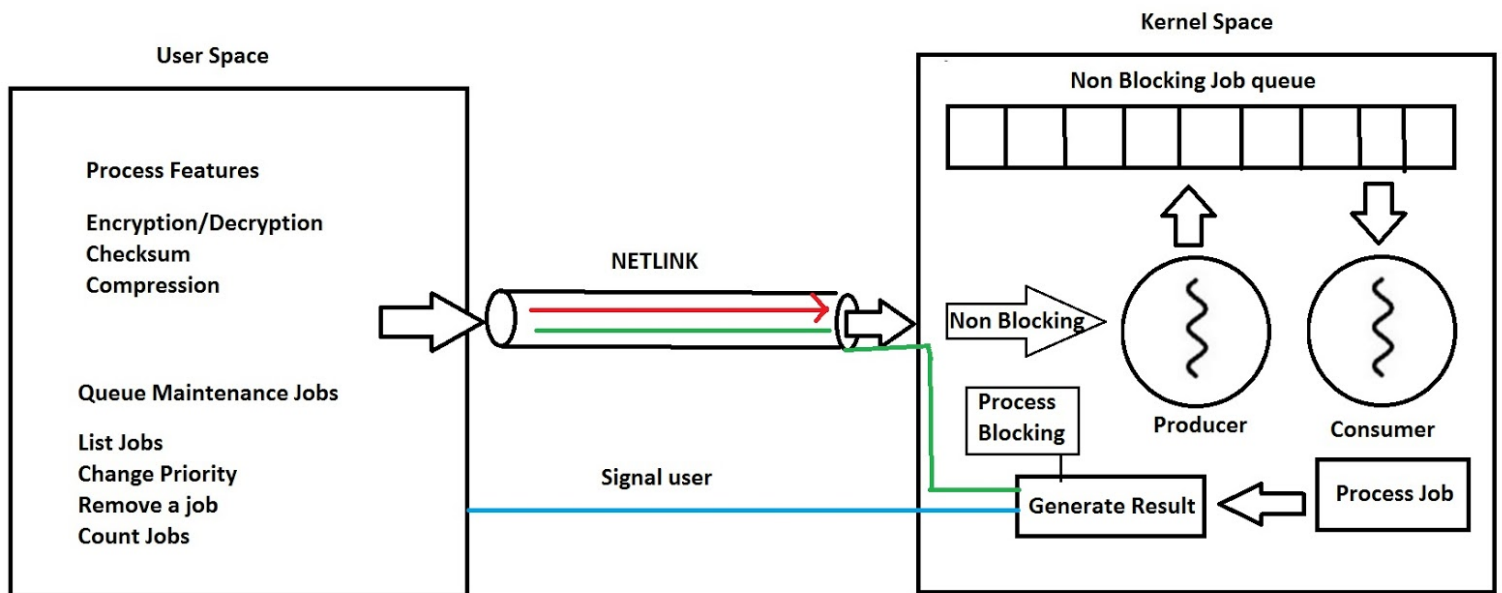 User Space
Process Features
Encryption/Decryption
Checksum
Compression
Queue Maintenance Jobs
List Jobs
Change Priority
Remove a job
Count Jobs
NETLINK
Signal user
Kernel Space
Non Blocking Job queue
Non Blocking
Producer
Consumer
Process
Blocking
Generate Result
Process Job